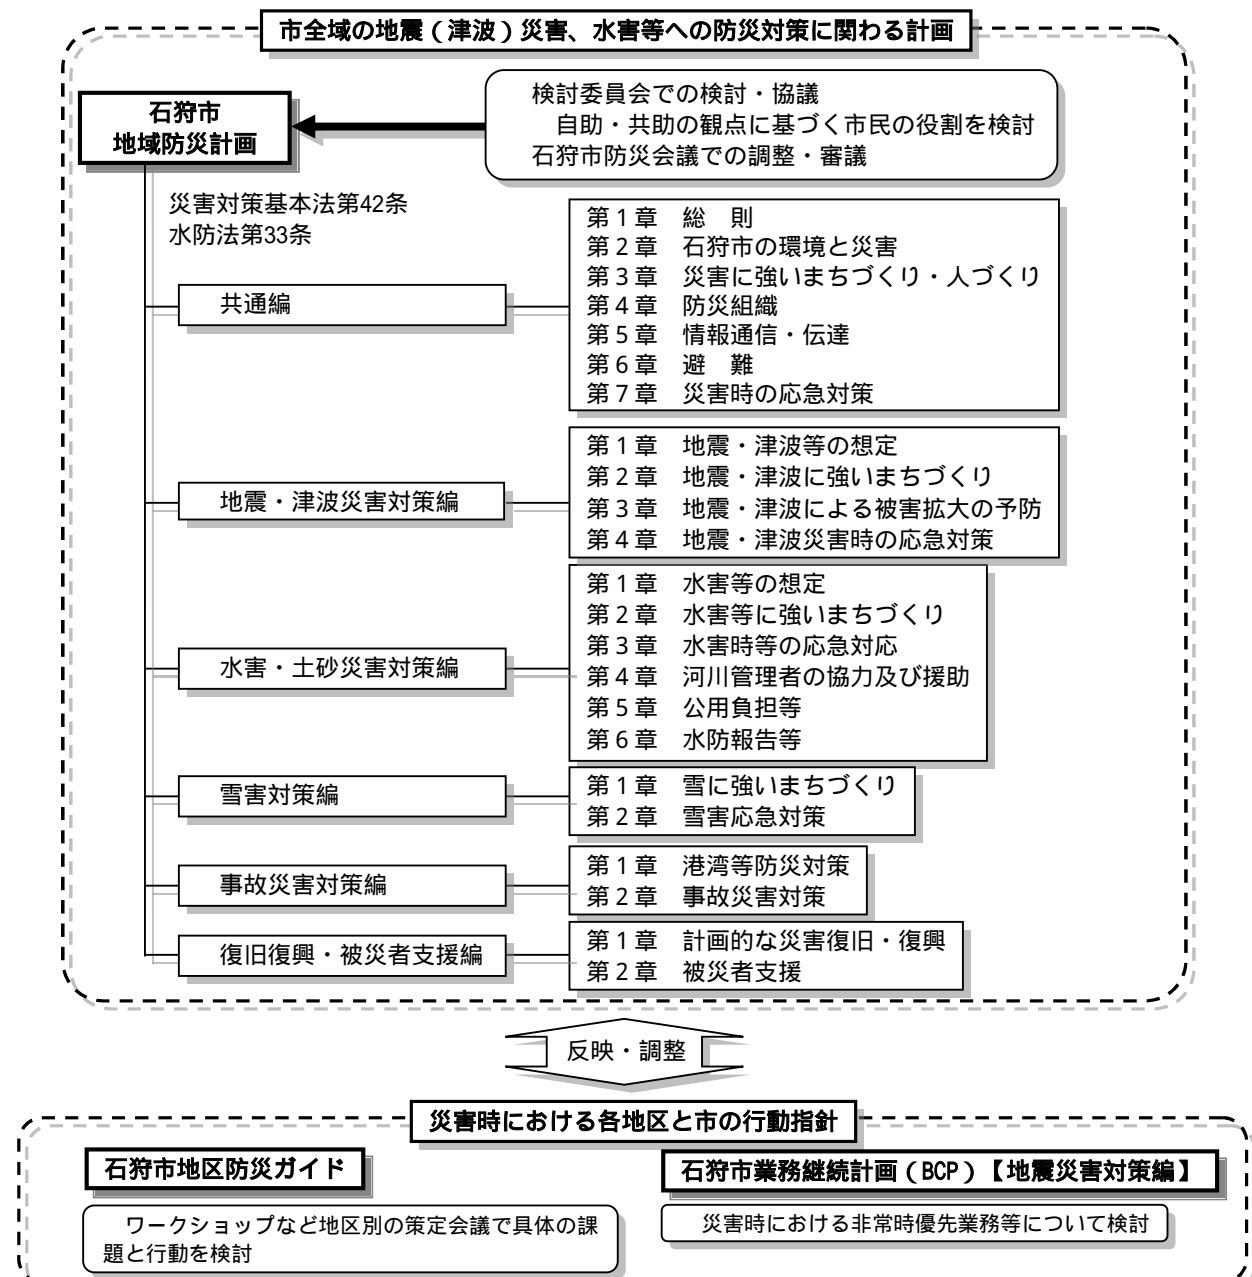 市全域の地震（津波）災害、水害等への防災対策に関わる計画
石狩市
地域防災計画
検討委員会での検討・協議
自助・共助の観点に基づく市民の役割を検討
石狩市防災会議での調整・審議
災害対策基本法第42条
水防法第33条
共通編
第１章　総　則
第２章　石狩市の環境と災害
第３章　災害に強いまちづくり・人づくり
第４章　防災組織
第５章　情報通信・伝達
第６章　避　難
第７章　災害時の応急対策
地震・津波災害対策編
第１章　地震・津波等の想定
第２章　地震・津波に強いまちづくり
第３章　地震・津波による被害拡大の予防
第４章　地震・津波災害時の応急対策
水害・土砂災害対策編
第１章　水害等の想定
第２章　水害等に強いまちづくり
第３章　水害時等の応急対応
第４章　河川管理者の協力及び援助
第５章　公用負担等
第６章　水防報告等
雪害対策編
第１章　雪に強いまちづくり
第２章　雪害応急対策
事故災害対策編
第１章　港湾等防災対策
第２章　事故災害対策
復旧復興・被災者支援編
第１章　計画的な災害復旧・復興
第２章　被災者支援
反映・調整
災害時における各地区と市の行動指針
石狩市地区防災ガイド
ワークショップなど地区別の策定会議で具体の課
題と行動を検討
石狩市業務継続計画（BCP）【地震災害対策編】
災害時における非常時優先業務等について検討